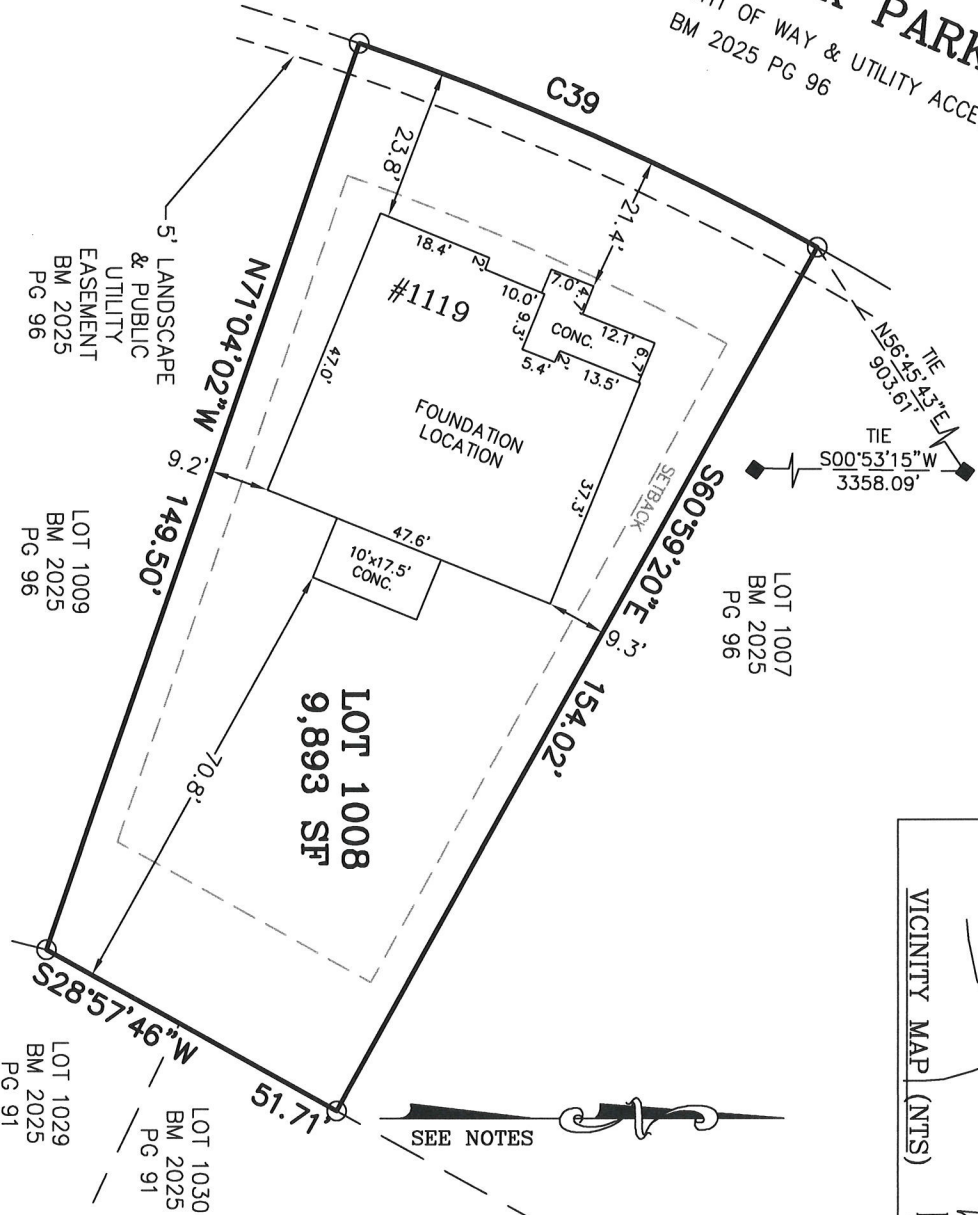 PARK
OF WAY & UTILITY ACCE
BM 2025 PG 96
C39
23.8'
21.4'
TIE
N56°45'43"E
903.61'
TIE
S00°53'15"W
3358.09'
18.4'
2'
10.0'
7.0'
4.7'
12.1'
6.7'
9.3'
CONC.
5.4'
2'
13.5'
#1119
47.0'
FOUNDATION
LOCATION
37.3'
SETBACK
S60°59'20"E
154.02'
5' LANDSCAPE
& PUBLIC
UTILITY
EASEMENT
BM 2025
PG 96
N71°04'02"W
149.50'
9.2'
47.6'
10'x17.5'
CONC.
9.3'
LOT 1007
BM 2025
PG 96
LOT 1009
BM 2025
PG 96
LOT 1008
9,893 SF
70.8'
VICINITY MAP (NTS)
S28°57'46"W
51.71'
SEE NOTES
N
LOT 1029
BM 2025
PG 91
LOT 1030
BM 2025
PG 91